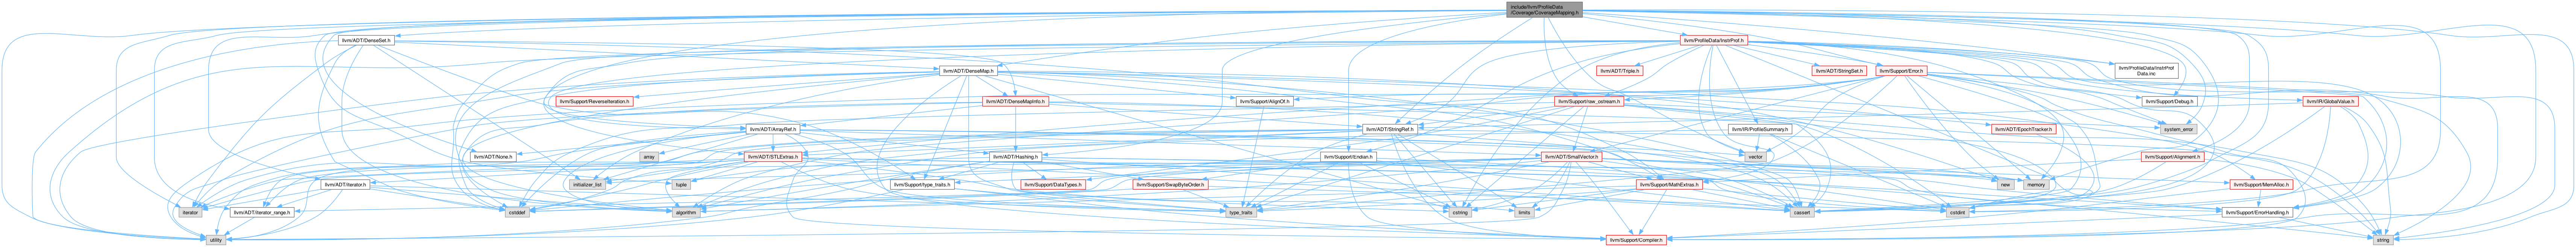 include/llvm/ProfileData
/Coverage/CoverageMapping.h
llvm/ADT/DenseSet.h
llvm/ProfileData/InstrProf.h
llvm/ADT/DenseMap.h
llvm/ADT/Triple.h
llvm/ADT/StringSet.h
llvm/Support/Error.h
llvm/ProfileData/InstrProf
Data.inc
llvm/Support/ReverseIteration.h
llvm/ADT/DenseMapInfo.h
llvm/Support/AlignOf.h
llvm/Support/raw_ostream.h
llvm/Support/Debug.h
llvm/IR/GlobalValue.h
llvm/ADT/ArrayRef.h
llvm/ADT/StringRef.h
llvm/IR/ProfileSummary.h
llvm/ADT/EpochTracker.h
system_error
llvm/ADT/None.h
array
llvm/ADT/STLExtras.h
llvm/ADT/Hashing.h
llvm/Support/Endian.h
llvm/ADT/SmallVector.h
vector
llvm/Support/Alignment.h
llvm/ADT/iterator.h
initializer_list
tuple
llvm/Support/type_traits.h
llvm/Support/DataTypes.h
llvm/Support/SwapByteOrder.h
llvm/Support/MathExtras.h
new
memory
llvm/Support/MemAlloc.h
iterator
llvm/ADT/iterator_range.h
cstddef
algorithm
type_traits
cstring
limits
cassert
cstdint
llvm/Support/ErrorHandling.h
utility
llvm/Support/Compiler.h
string